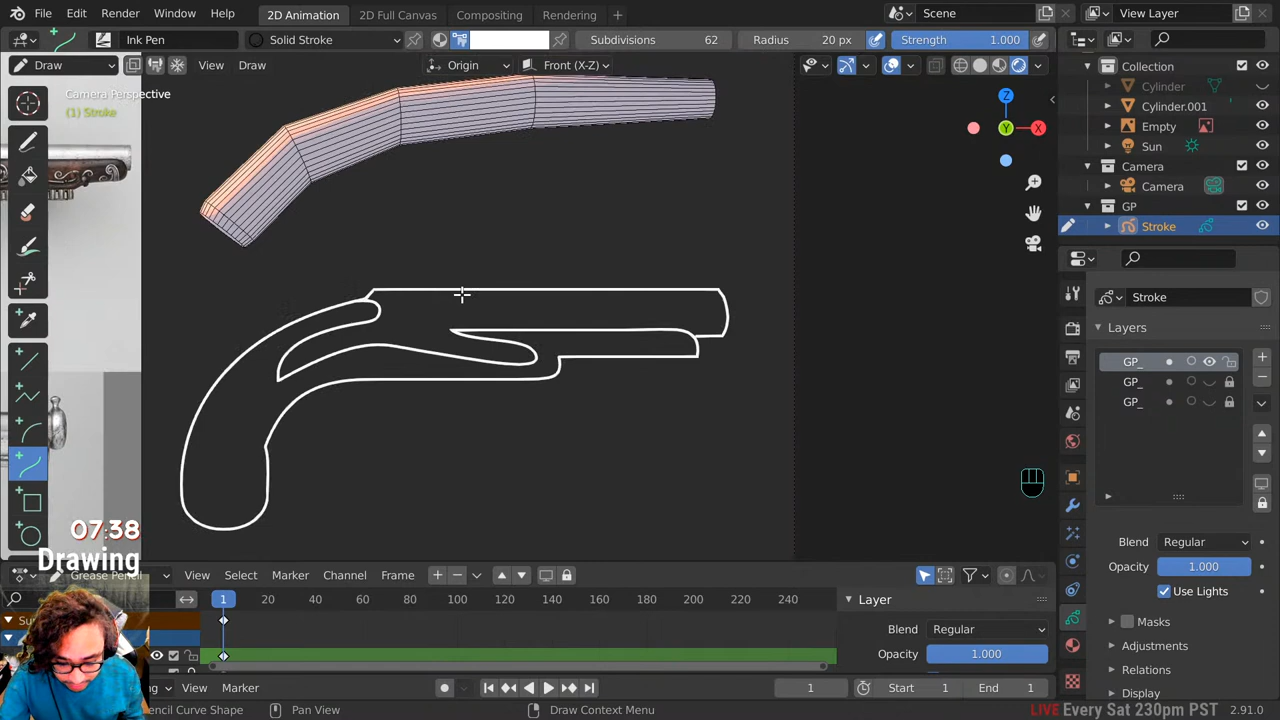 File Edit Render Window Help 2D Animation 2D Full Canvas Compositing Rendering + Scene View Layer
Ink Pen Solid Stroke Subdivisions 62 Radius 20 px Strength 1.000
Draw View Draw Origin Front (X-Z)
Camera Perspective
(1) Stroke
Z
Y
X
Collection
Cylinder
Cylinder.001
Empty
Sun
Camera
Camera
GP
Stroke
Stroke
Layers
GP_
GP_
GP_
Blend Regular
Opacity 1.000
Use Lights
Masks
Adjustments
Relations
Display
07:38
Drawing
Grease Pencil View Select Marker Channel Frame
1 20 40 60 80 100 120 140 160 180 200 220 240
Layer
Blend Regular
Opacity 1.000
View Marker 1 Start 1 End 1
encil Curve Shape Pan View Draw Context Menu LIVE Every Sat 230pm PST 2.91.0